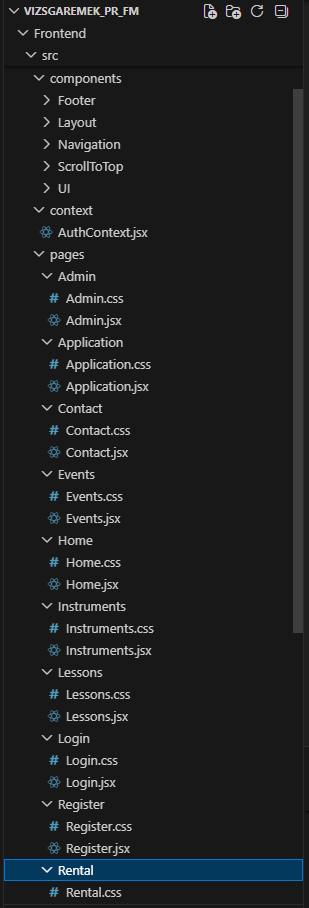 VIZSGAREMEK_PR_FM
Frontend
src
components
Footer
Layout
Navigation
ScrollToTop
UI
context
AuthContext.jsx
pages
Admin
# Admin.css
Admin.jsx
Application
# Application.css
Application.jsx
Contact
# Contact.css
Contact.jsx
Events
# Events.css
Events.jsx
Home
# Home.css
Home.jsx
Instruments
# Instruments.css
Instruments.jsx
Lessons
# Lessons.css
Lessons.jsx
Login
# Login.css
Login.jsx
Register
# Register.css
Register.jsx
Rental
# Rental.css